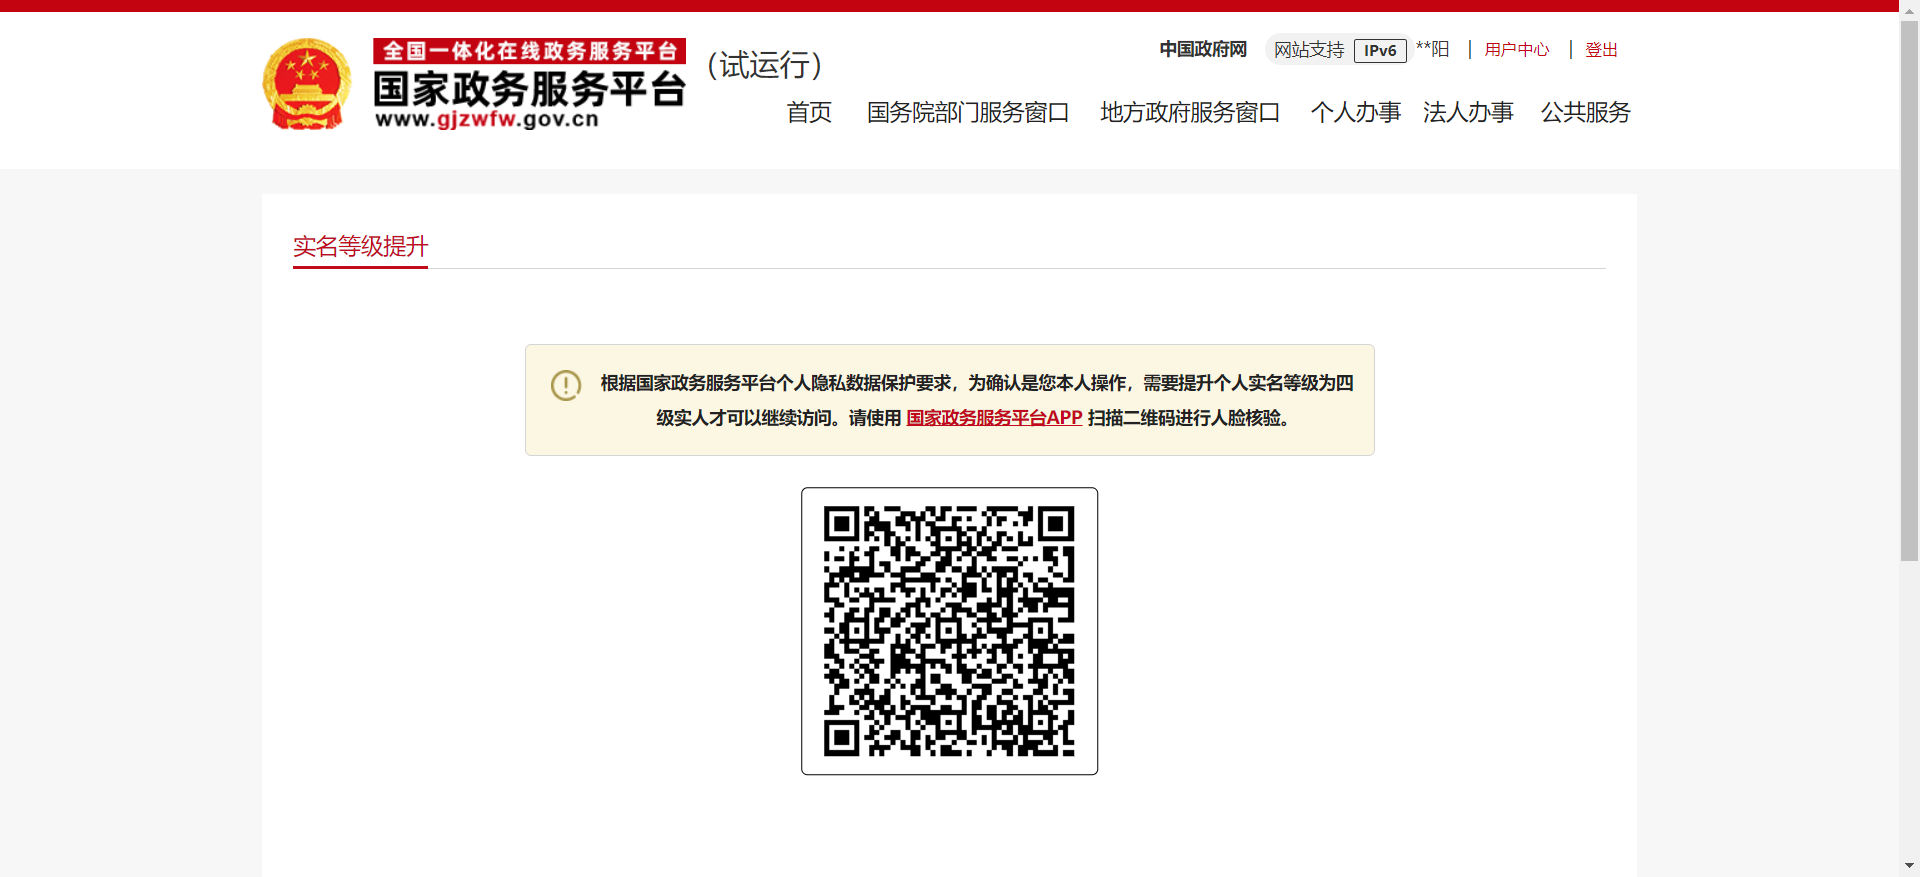 全国一体化在线政务服务平台
国家政务服务平台
www.gjzwfw.gov.cn
（试运行）
中国政府网 网站支持 IPv6 **阳 | 用户中心 | 登出
首页 国务院部门服务窗口 地方政府服务窗口 个人办事 法人办事 公共服务
实名等级提升
根据国家政务服务平台个人隐私数据保护要求，为确认是您本人操作，需要提升个人实名等级为四
级实人才可以继续访问。请使用 国家政务服务平台APP 扫描二维码进行人脸核验。